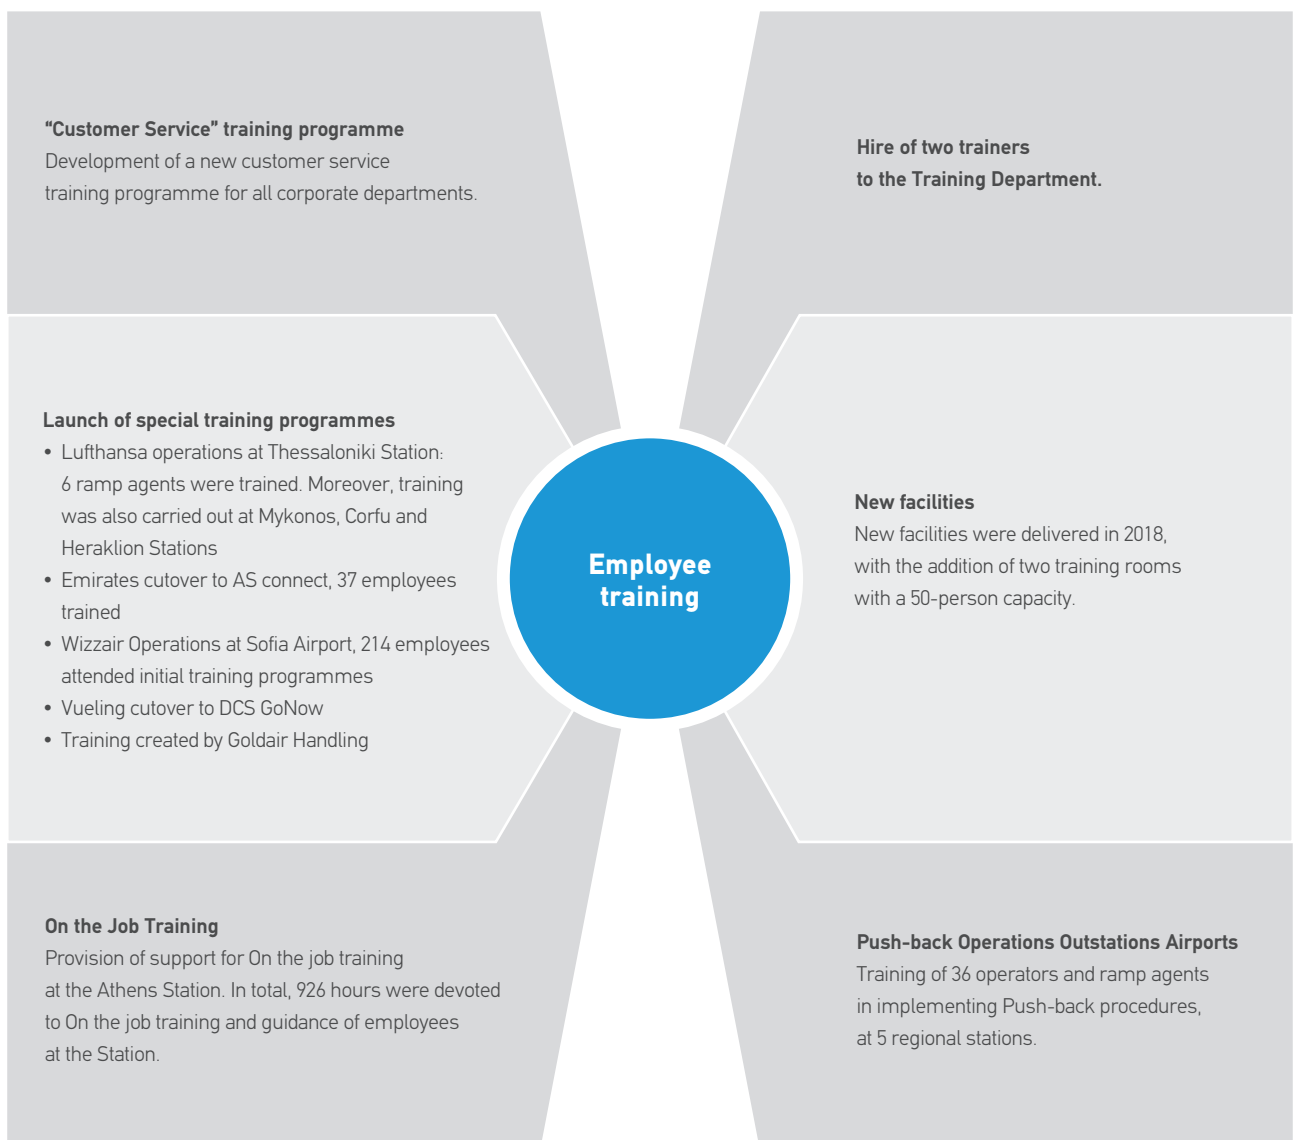 “Customer Service” training programme
Development of a new customer service
training programme for all corporate departments.
Hire of two trainers
to the Training Department.
Launch of special training programmes
• Lufthansa operations at Thessaloniki Station:
6 ramp agents were trained. Moreover, training
was also carried out at Mykonos, Corfu and
Heraklion Stations
• Emirates cutover to AS connect, 37 employees
trained
• Wizzair Operations at Sofia Airport, 214 employees
attended initial training programmes
• Vueling cutover to DCS GoNow
• Training created by Goldair Handling
Employee
training
New facilities
New facilities were delivered in 2018,
with the addition of two training rooms
with a 50-person capacity.
On the Job Training
Provision of support for On the job training
at the Athens Station. In total, 926 hours were devoted
to On the job training and guidance of employees
at the Station.
Push-back Operations Outstations Airports
Training of 36 operators and ramp agents
in implementing Push-back procedures,
at 5 regional stations.